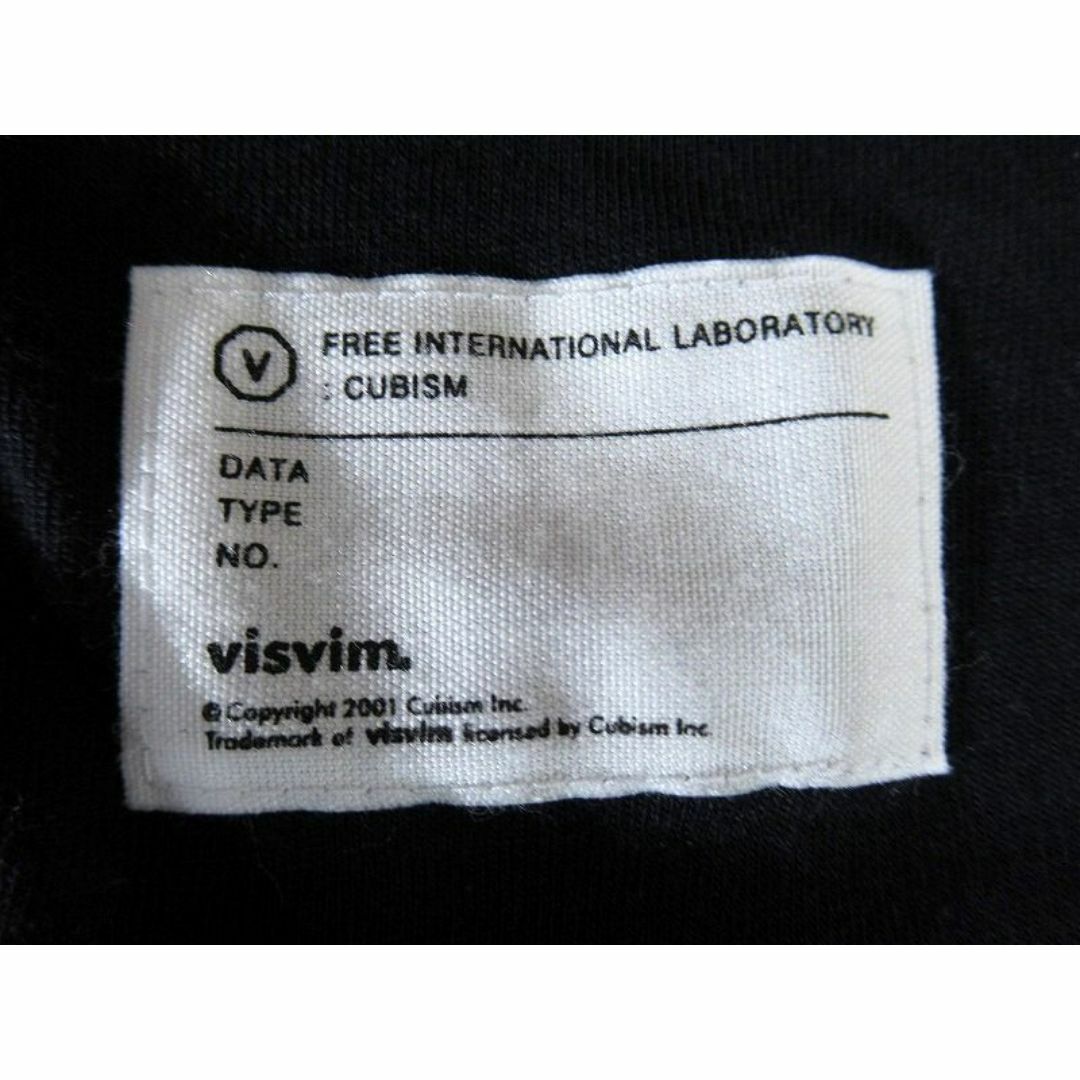 V
FREE INTERNATIONAL LABORATORY
: CUBISM
DATA
TYPE
NO.
visvim.
© Copyright 2001 Cubism Inc.
Trademark of visvim licensed by Cubism Inc.